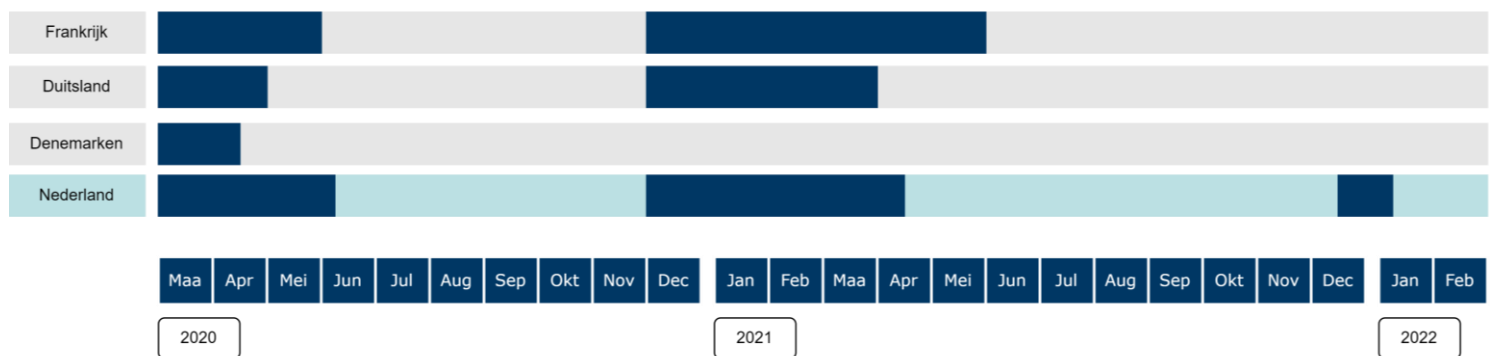 Frankrijk
Duitsland
Denemarken
Nederland
Maa Apr Mei Jun Jul Aug Sep Okt Nov Dec Jan Feb Maa Apr Mei Jun Jul Aug Sep Okt Nov Dec Jan Feb
2020 2021 2022